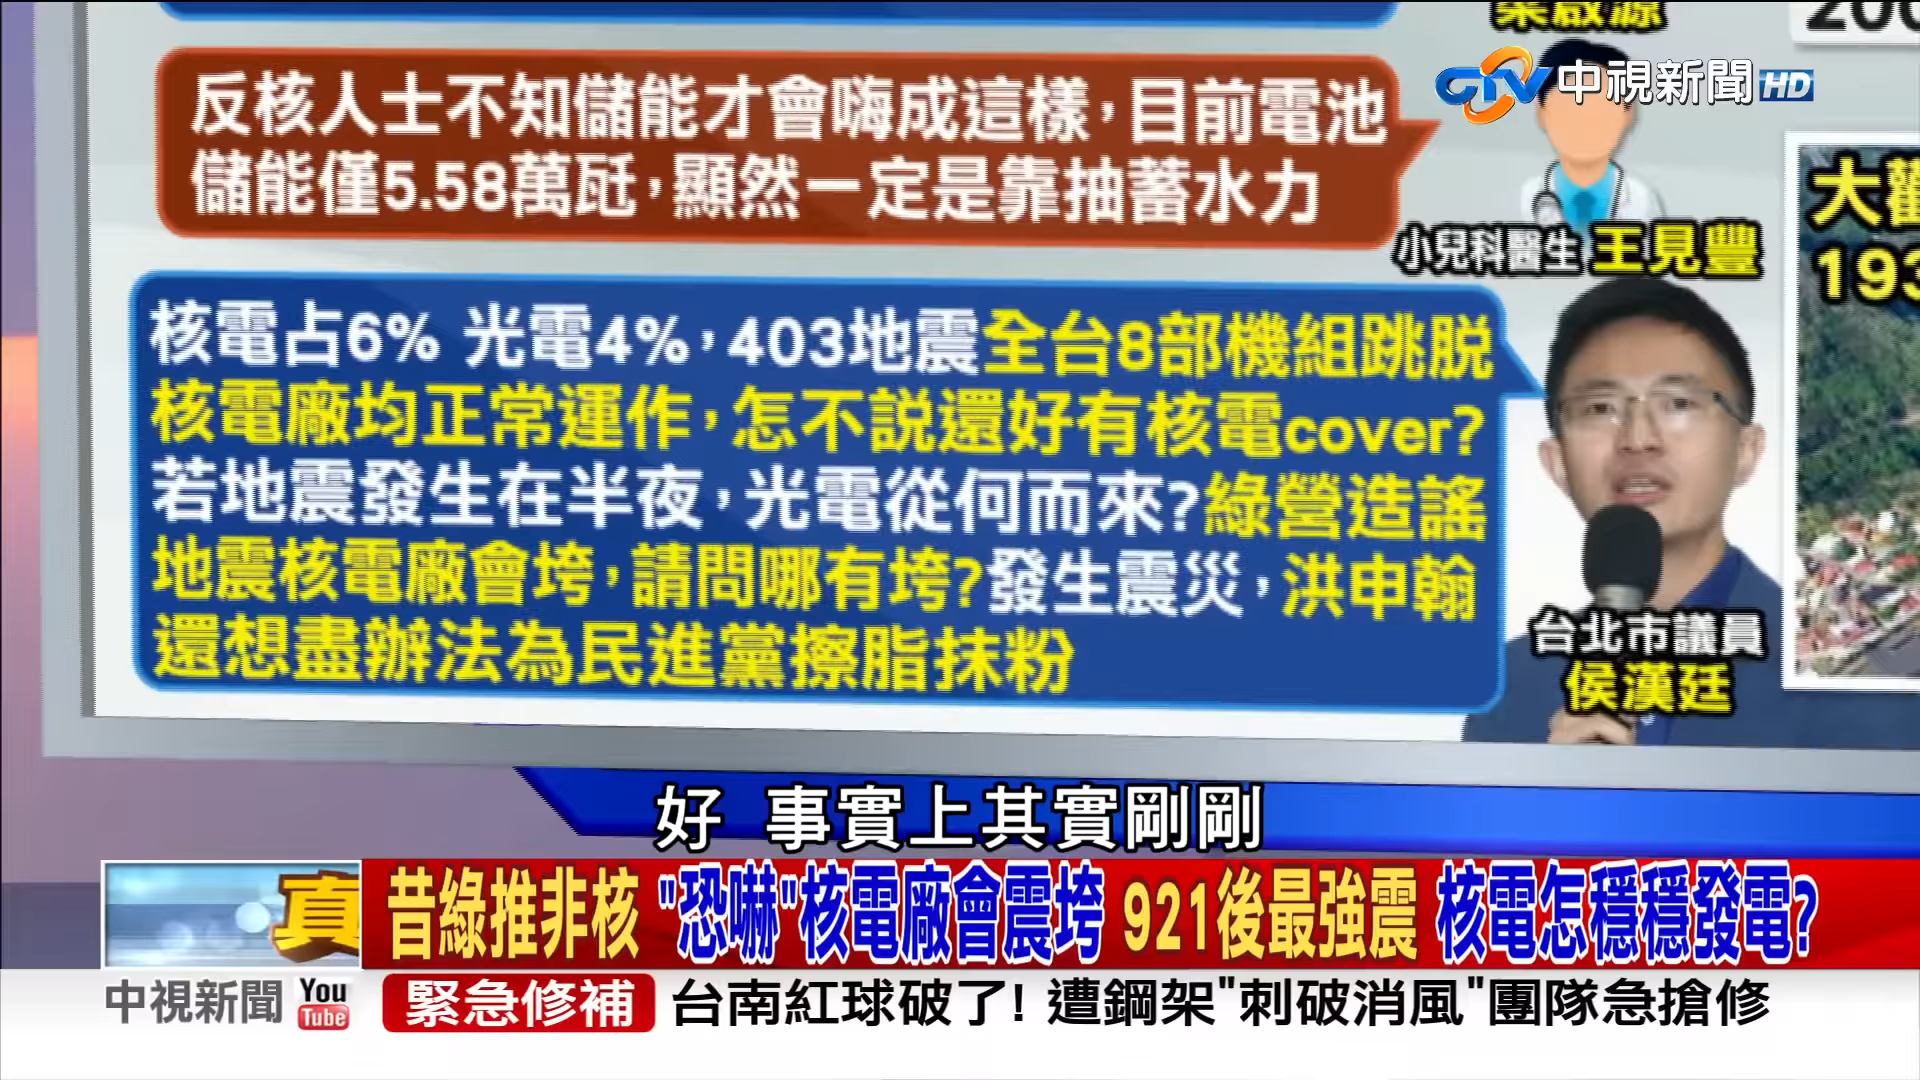 梁啟源
200
CTV中視新聞HD
反核人士不知儲能才會嗨成這樣，目前電池
儲能僅5.58萬瓩，顯然一定是靠抽蓄水力
小兒科醫生 王見豐
大觀
193
核電占6% 光電4%，403地震全台8部機組跳脫
核電廠均正常運作，怎不說還好有核電cover?
若地震發生在半夜，光電從何而來?綠營造謠
地震核電廠會垮，請問哪有垮?發生震災，洪申翰
還想盡辦法為民進黨擦脂抹粉
台北市議員
侯漢廷
好 事實上其實剛剛
真
昔綠推非核 "恐嚇"核電廠會震垮 921後最強震 核電怎穩穩發電?
中視新聞 YouTube
緊急修補 台南紅球破了! 遭鋼架"刺破消風"團隊急搶修